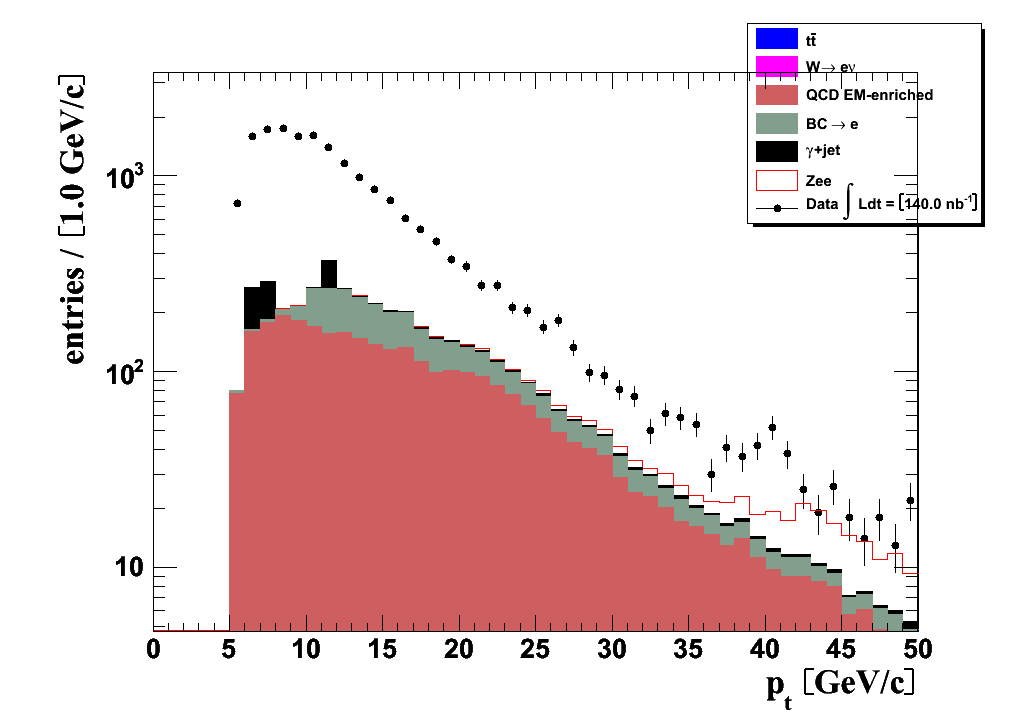 tt̄
W→ eν
QCD EM-enriched
BC → e
γ+jet
Zee
Data ∫ Ldt = [140.0 nb⁻¹]
entries / [1.0 GeV/c]
10³
10²
10
0 5 10 15 20 25 30 35 40 45 50
pₜ [GeV/c]